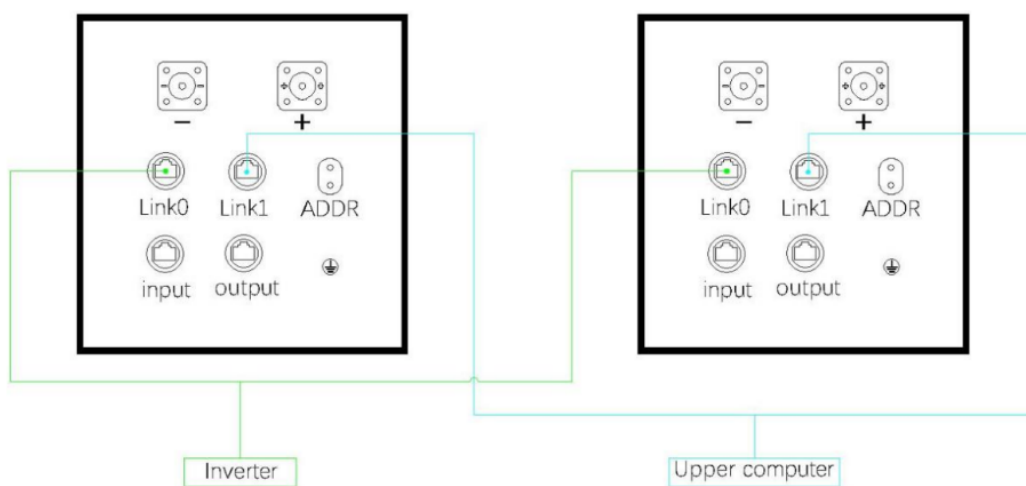 − +
− +
Link0 Link1 ADDR
Link0 Link1 ADDR
input output
input output
Inverter
Upper computer